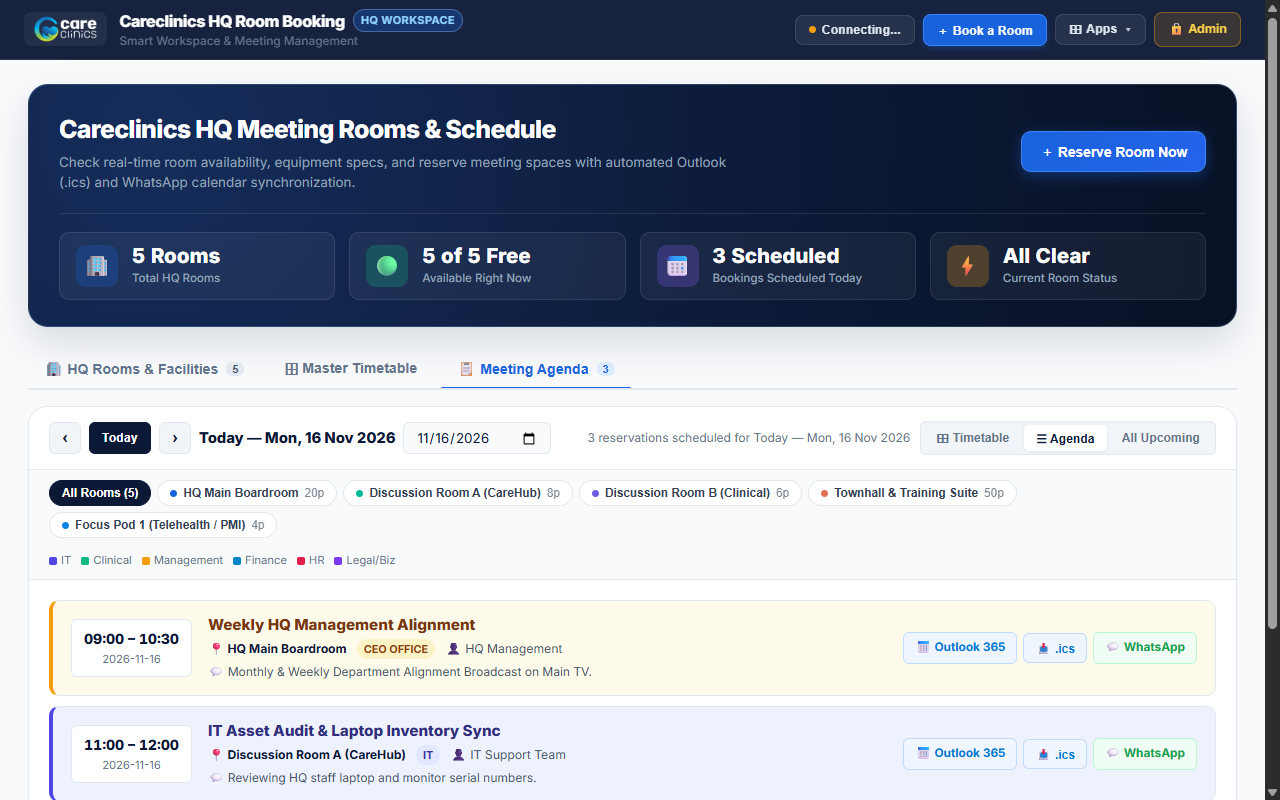 care
clinics
Careclinics HQ Room Booking
HQ WORKSPACE
Smart Workspace & Meeting Management
Connecting...
+ Book a Room
Apps
Admin
Careclinics HQ Meeting Rooms & Schedule
Check real-time room availability, equipment specs, and reserve meeting spaces with automated Outlook
(.ics) and WhatsApp calendar synchronization.
+ Reserve Room Now
5 Rooms
Total HQ Rooms
5 of 5 Free
Available Right Now
3 Scheduled
Bookings Scheduled Today
All Clear
Current Room Status
HQ Rooms & Facilities 5
Master Timetable
Meeting Agenda 3
‹ Today › Today — Mon, 16 Nov 2026 11/16/2026
3 reservations scheduled for Today — Mon, 16 Nov 2026
Timetable
Agenda
All Upcoming
All Rooms (5)
HQ Main Boardroom 20p
Discussion Room A (CareHub) 8p
Discussion Room B (Clinical) 6p
Townhall & Training Suite 50p
Focus Pod 1 (Telehealth / PMI) 4p
IT Clinical Management Finance HR Legal/Biz
09:00 – 10:30
2026-11-16
Weekly HQ Management Alignment
HQ Main Boardroom CEO OFFICE HQ Management
Monthly & Weekly Department Alignment Broadcast on Main TV.
Outlook 365
.ics
WhatsApp
11:00 – 12:00
2026-11-16
IT Asset Audit & Laptop Inventory Sync
Discussion Room A (CareHub) IT IT Support Team
Reviewing HQ staff laptop and monitor serial numbers.
Outlook 365
.ics
WhatsApp